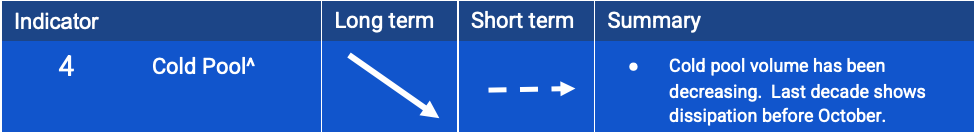 Indicator Long term Short term Summary
4 Cold Pool^
● Cold pool volume has been
decreasing. Last decade shows
dissipation before October.